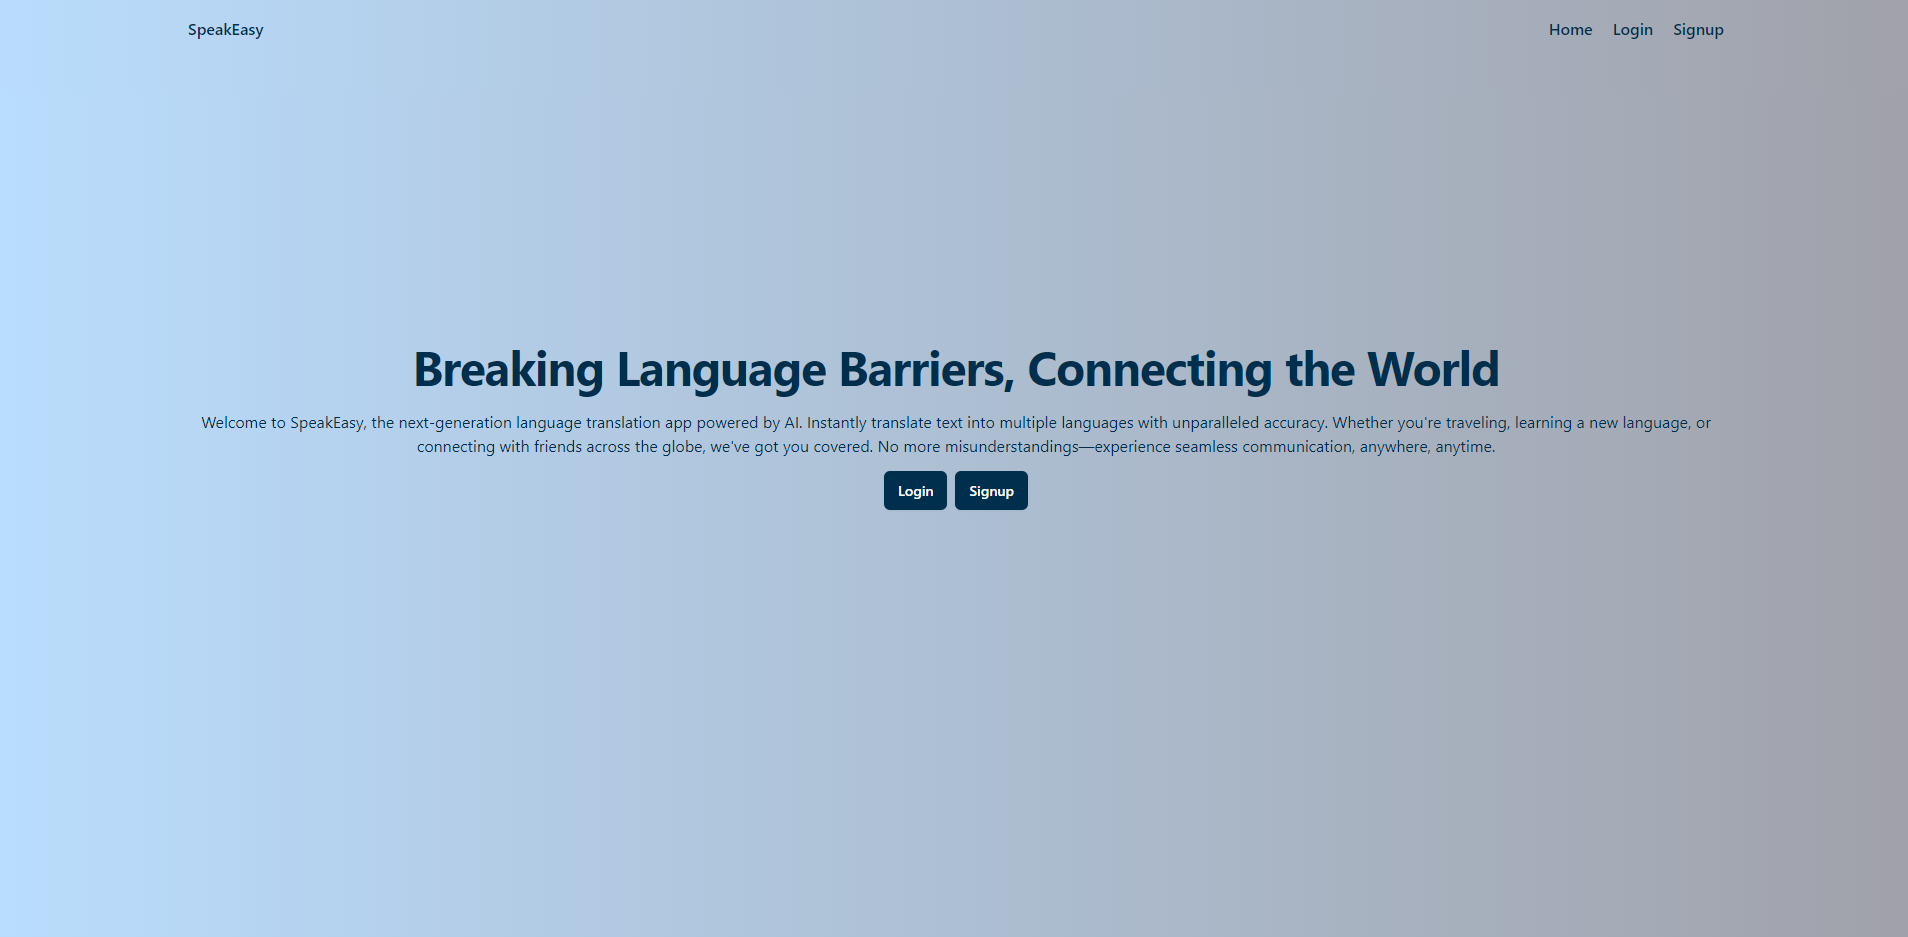 SpeakEasy
Home Login Signup
Breaking Language Barriers, Connecting the World
Welcome to SpeakEasy, the next-generation language translation app powered by AI. Instantly translate text into multiple languages with unparalleled accuracy. Whether you're traveling, learning a new language, or
connecting with friends across the globe, we've got you covered. No more misunderstandings—experience seamless communication, anywhere, anytime.
Login Signup